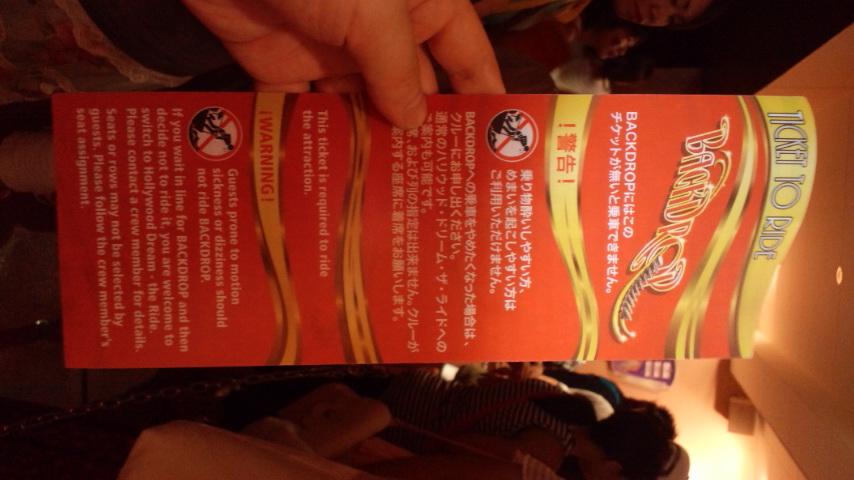 TICKET TO RIDE
BACKDROP
BACKDROPにはこの
チケットが無いと乗車できません。
！警告！
乗り物酔いしやすい方、
めまいを起こしやすい方は
ご利用いただけません。
BACKDROPへの乗車をやめたくなった場合は、
クルーにお申し出ください。
通常のハリウッド・ドリーム・ザ・ライドへの
ご案内も可能です。
席、および列の指定は出来ません。クルーが
案内する座席に着席をお願いします。
This ticket is required to ride
the attraction.
!WARNING!
Guests prone to motion
sickness or dizziness should
not ride BACKDROP.
If you wait in line for BACKDROP and then
decide not to ride it, you are welcome to
switch to Hollywood Dream - the Ride.
Please contact a crew member for details.
Seats or rows may not be selected by
guests. Please follow the crew member's
seat assignment.